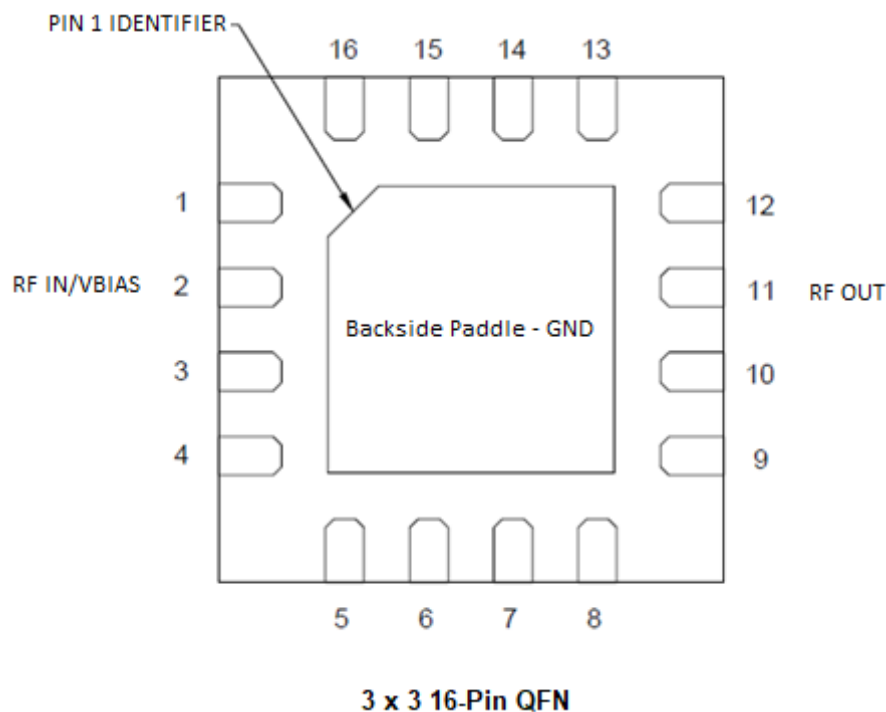 PIN 1 IDENTIFIER
16 15 14 13
1 12
RF IN/VBIAS 2 11 RF OUT
Backside Paddle - GND
3 10
4 9
5 6 7 8
3 x 3 16-Pin QFN